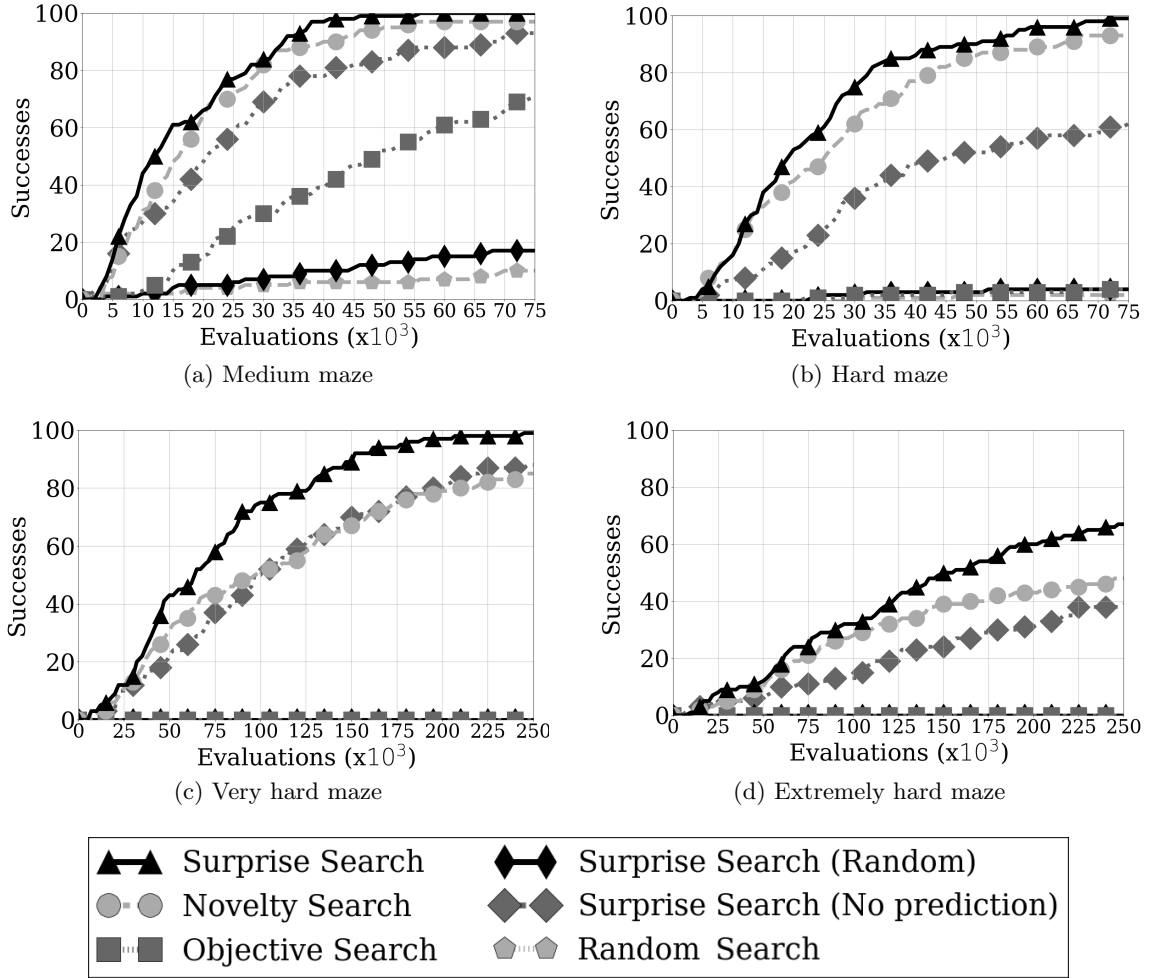 100
80
60
40
20
0
Successes
0 5 10 15 20 25 30 35 40 45 50 55 60 65 70 75
Evaluations (x10³)
(a) Medium maze
100
80
60
40
20
0
Successes
0 5 10 15 20 25 30 35 40 45 50 55 60 65 70 75
Evaluations (x10³)
(b) Hard maze
100
80
60
40
20
0
Successes
0 25 50 75 100 125 150 175 200 225 250
Evaluations (x10³)
(c) Very hard maze
100
80
60
40
20
0
Successes
0 25 50 75 100 125 150 175 200 225 250
Evaluations (x10³)
(d) Extremely hard maze
Surprise Search
Novelty Search
Objective Search
Surprise Search (Random)
Surprise Search (No prediction)
Random Search